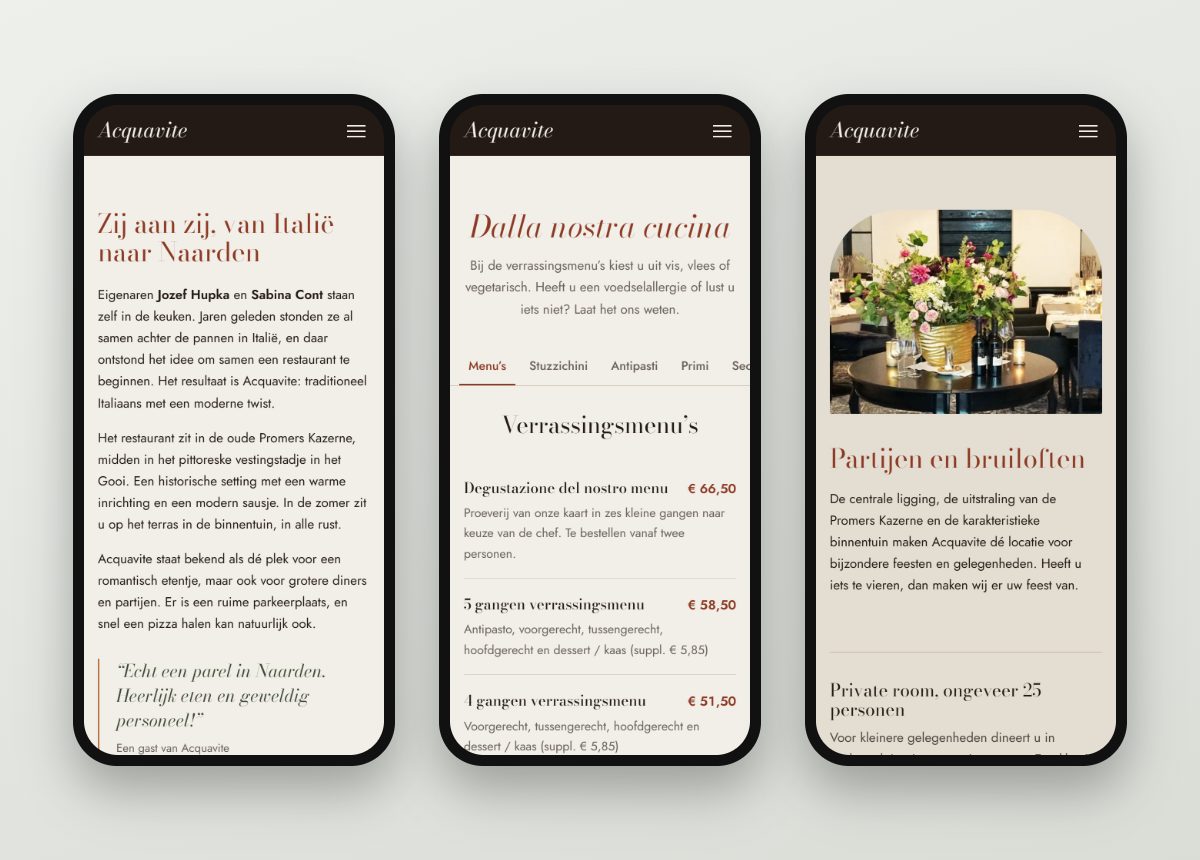 Acquavite
Zij aan zij, van Italië
naar Naarden
Eigenaren Jozef Hupka en Sabina Cont staan
zelf in de keuken. Jaren geleden stonden ze al
samen achter de pannen in Italië, en daar
ontstond het idee om samen een restaurant te
beginnen. Het resultaat is Acquavite: traditioneel
Italiaans met een moderne twist.
Het restaurant zit in de oude Promers Kazerne,
midden in het pittoreske vestingstadje in het
Gooi. Een historische setting met een warme
inrichting en een modern sausje. In de zomer zit
u op het terras in de binnentuin, in alle rust.
Acquavite staat bekend als dé plek voor een
romantisch etentje, maar ook voor grotere diners
en partijen. Er is een ruime parkeerplaats, en
snel een pizza halen kan natuurlijk ook.
“Echt een parel in Naarden.
Heerlijk eten en geweldig
personeel!”
Een gast van Acquavite
Acquavite
Dalla nostra cucina
Bij de verrassingsmenu’s kiest u uit vis, vlees of
vegetarisch. Heeft u een voedselallergie of lust u
iets niet? Laat het ons weten.
Menu’s Stuzzichini Antipasti Primi Sec
Verrassingsmenu’s
Degustazione del nostro menu € 66,50
Proeverij van onze kaart in zes kleine gangen naar
keuze van de chef. Te bestellen vanaf twee
personen.
5 gangen verrassingsmenu € 58,50
Antipasto, voorgerecht, tussengerecht,
hoofdgerecht en dessert / kaas (suppl. € 5,85)
4 gangen verrassingsmenu € 51,50
Voorgerecht, tussengerecht, hoofdgerecht en
dessert / kaas (suppl. € 5,85)
Acquavite
Partijen en bruiloften
De centrale ligging, de uitstraling van de
Promers Kazerne en de karakteristieke
binnentuin maken Acquavite dé locatie voor
bijzondere feesten en gelegenheden. Heeft u
iets te vieren, dan maken wij er uw feest van.
Private room, ongeveer 25
personen
Voor kleinere gelegenheden dineert u in